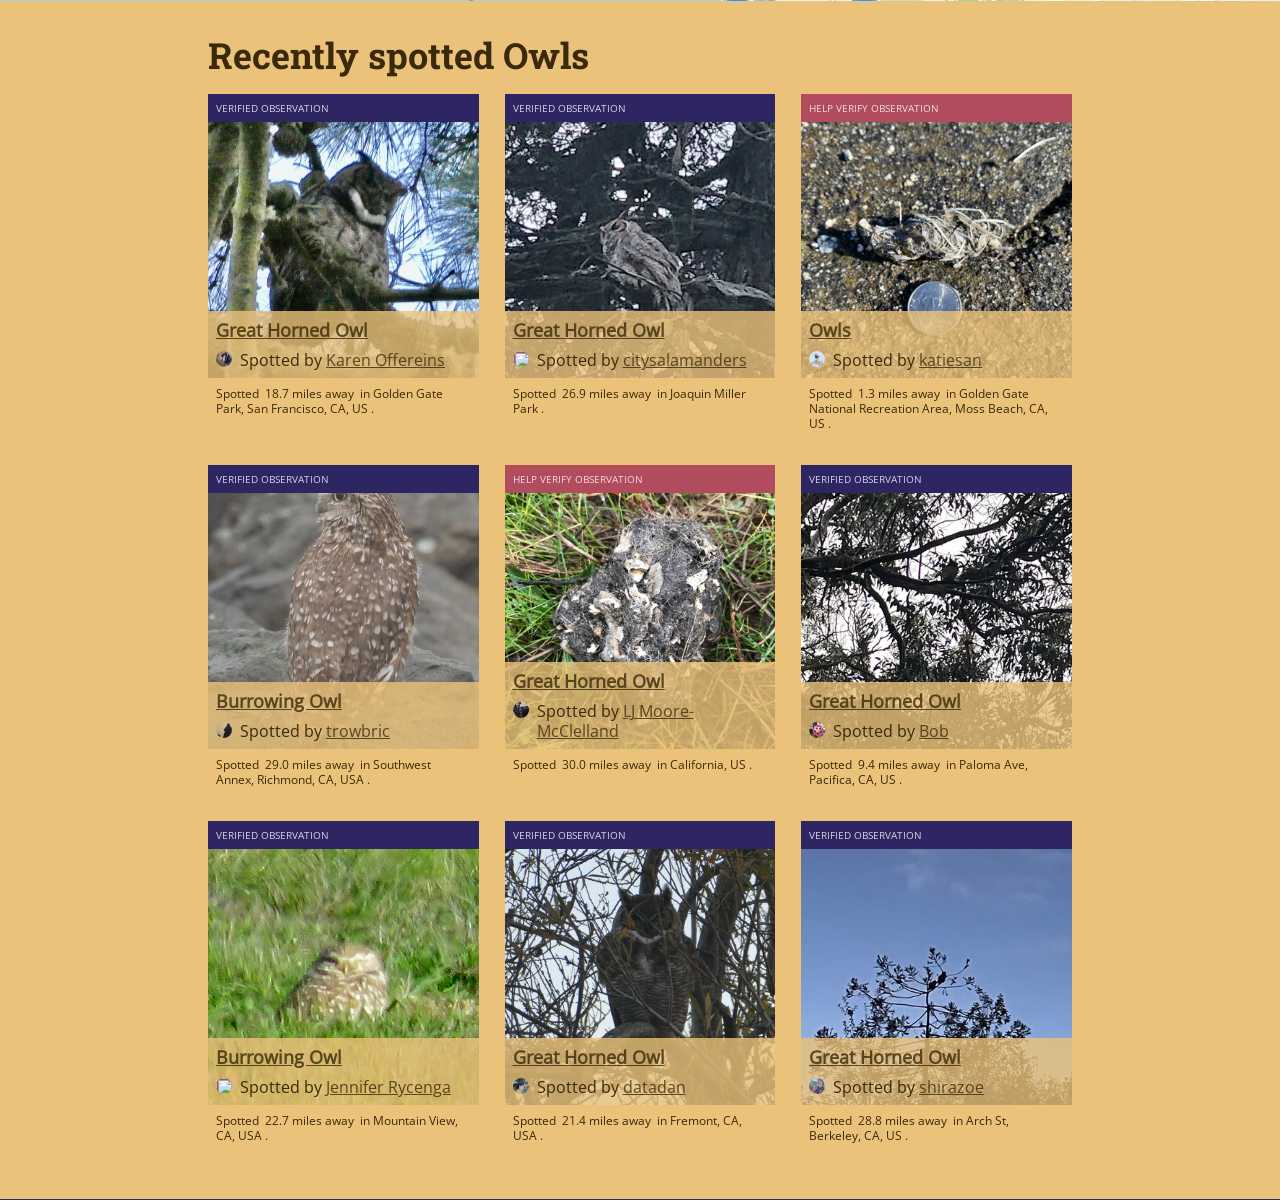 Recently spotted Owls
VERIFIED OBSERVATION
Great Horned Owl
Spotted by Karen Offereins
Spotted 18.7 miles away in Golden Gate
Park, San Francisco, CA, US .
VERIFIED OBSERVATION
Great Horned Owl
Spotted by citysalamanders
Spotted 26.9 miles away in Joaquin Miller
Park .
HELP VERIFY OBSERVATION
Owls
Spotted by katiesan
Spotted 1.3 miles away in Golden Gate
National Recreation Area, Moss Beach, CA,
US .
VERIFIED OBSERVATION
Burrowing Owl
Spotted by trowbric
Spotted 29.0 miles away in Southwest
Annex, Richmond, CA, USA .
HELP VERIFY OBSERVATION
Great Horned Owl
Spotted by LJ Moore-
McClelland
Spotted 30.0 miles away in California, US .
VERIFIED OBSERVATION
Great Horned Owl
Spotted by Bob
Spotted 9.4 miles away in Paloma Ave,
Pacifica, CA, US .
VERIFIED OBSERVATION
Burrowing Owl
Spotted by Jennifer Rycenga
Spotted 22.7 miles away in Mountain View,
CA, USA .
VERIFIED OBSERVATION
Great Horned Owl
Spotted by datadan
Spotted 21.4 miles away in Fremont, CA,
USA .
VERIFIED OBSERVATION
Great Horned Owl
Spotted by shirazoe
Spotted 28.8 miles away in Arch St,
Berkeley, CA, US .